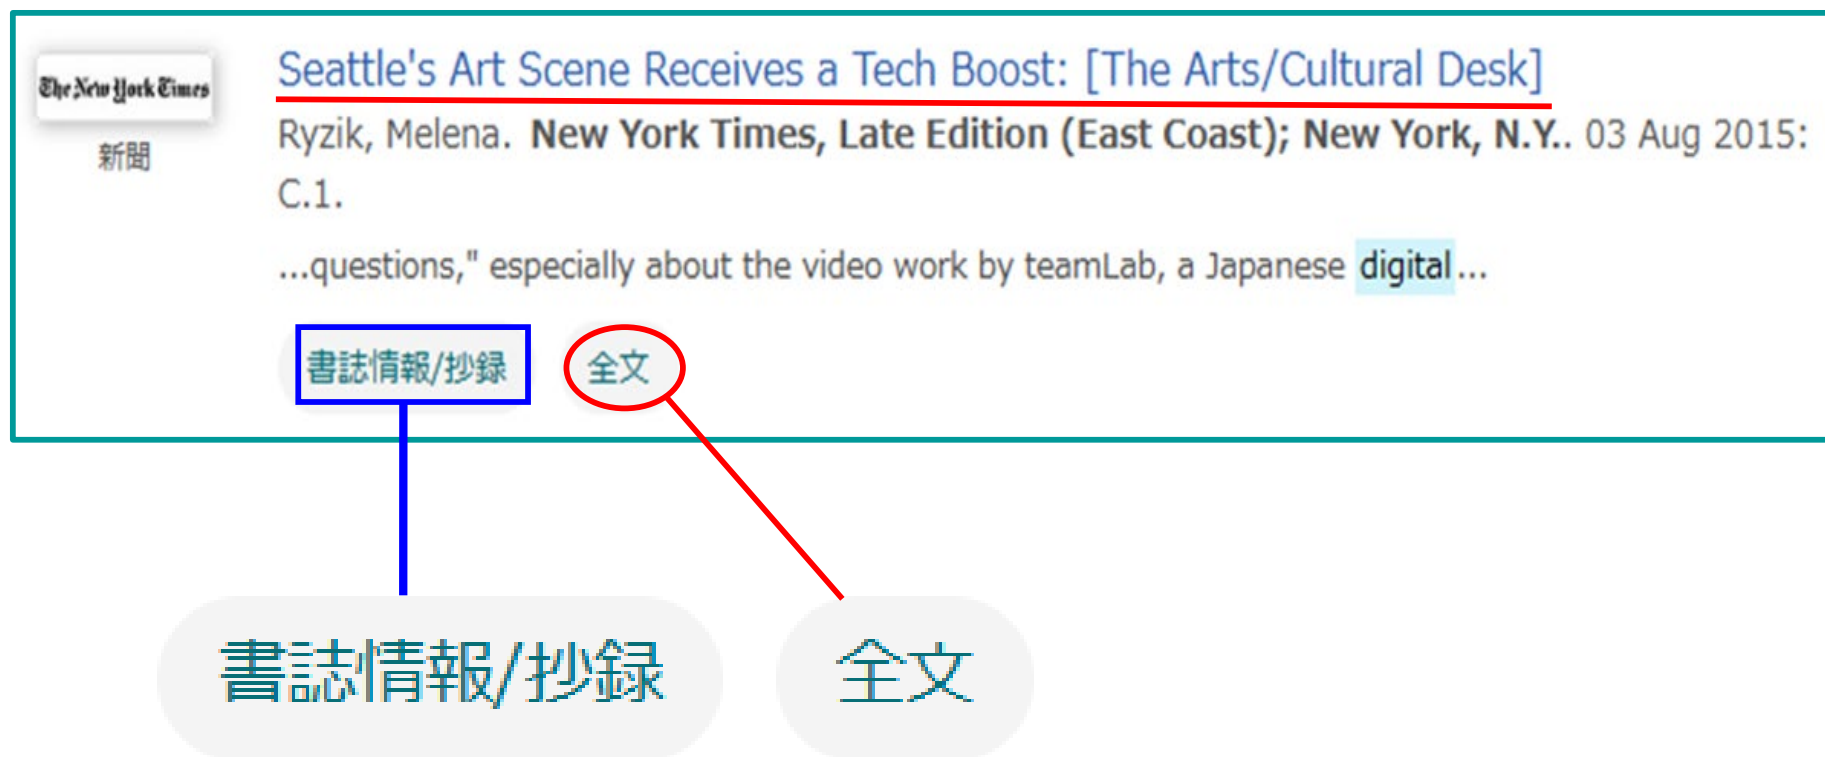 The New York Times
新聞
Seattle's Art Scene Receives a Tech Boost: [The Arts/Cultural Desk]
Ryzik, Melena. New York Times, Late Edition (East Coast); New York, N.Y.. 03 Aug 2015:
C.1.
...questions," especially about the video work by teamLab, a Japanese digital...
書誌情報/抄録 全文
書誌情報/抄録 全文